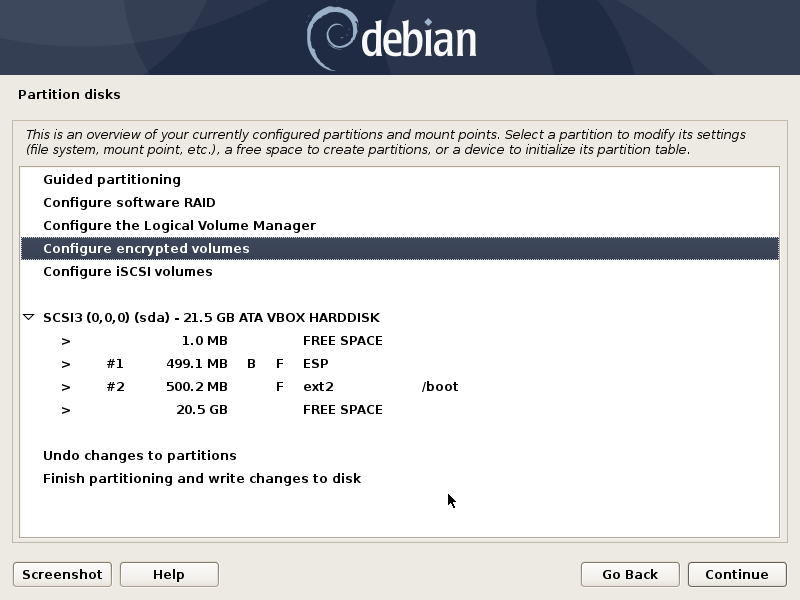 debian
Partition disks
This is an overview of your currently configured partitions and mount points. Select a partition to modify its settings
(file system, mount point, etc.), a free space to create partitions, or a device to initialize its partition table.
Guided partitioning
Configure software RAID
Configure the Logical Volume Manager
Configure encrypted volumes
Configure iSCSI volumes
SCSI3 (0,0,0) (sda) - 21.5 GB ATA VBOX HARDDISK
> 1.0 MB FREE SPACE
> #1 499.1 MB B F ESP
> #2 500.2 MB F ext2 /boot
> 20.5 GB FREE SPACE
Undo changes to partitions
Finish partitioning and write changes to disk
Screenshot Help Go Back Continue